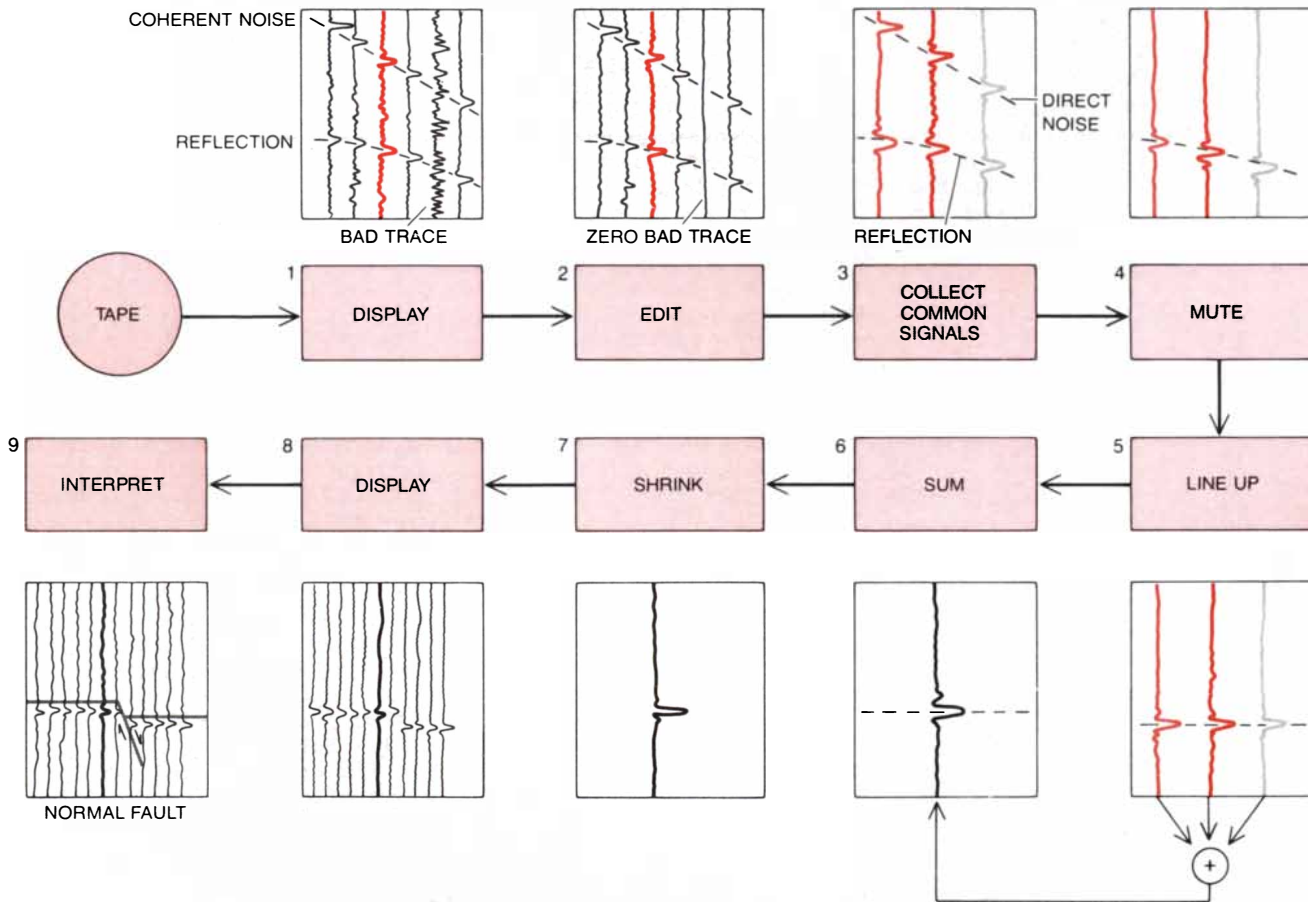 COHERENT NOISE
REFLECTION
BAD TRACE
ZERO BAD TRACE
DIRECT
NOISE
REFLECTION
TAPE
1
DISPLAY
2
EDIT
3
COLLECT
COMMON
SIGNALS
4
MUTE
9
INTERPRET
8
DISPLAY
7
SHRINK
6
SUM
5
LINE UP
NORMAL FAULT
+